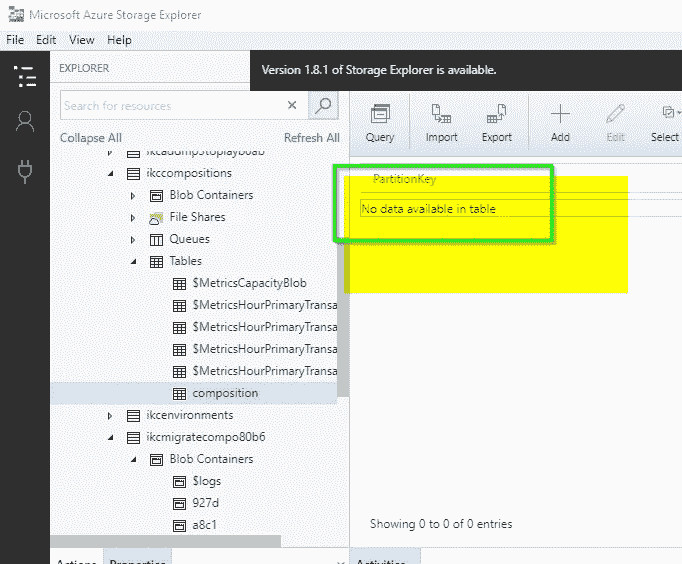 Microsoft Azure Storage Explorer
File Edit View Help
EXPLORER
Version 1.8.1 of Storage Explorer is available.
Search for resources
Collapse All Refresh All
Query Import Export Add Edit Select
ikccompositions
Blob Containers
File Shares
Queues
Tables
$MetricsCapacityBlob
$MetricsHourPrimaryTransa
$MetricsHourPrimaryTransa
$MetricsHourPrimaryTransa
$MetricsHourPrimaryTransa
composition
ikcenvironments
ikcmigratecompo80b6
Blob Containers
$logs
927d
a8c1
PartitionKey
No data available in table
Showing 0 to 0 of 0 entries
Actions Properties
Activities